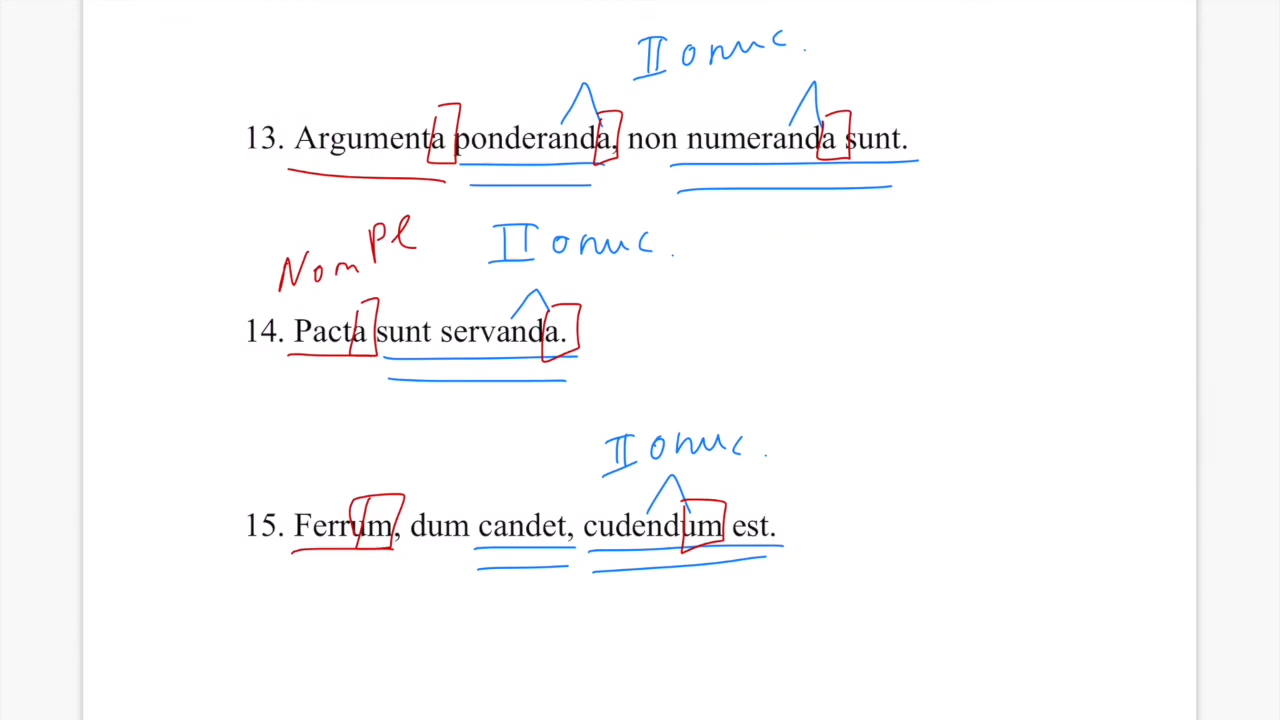 II опис.
13. Argumenta ponderanda, non numeranda sunt.
Nom Pl
II опис.
14. Pacta sunt servanda.
II опис.
15. Ferrum, dum candet, cudendum est.